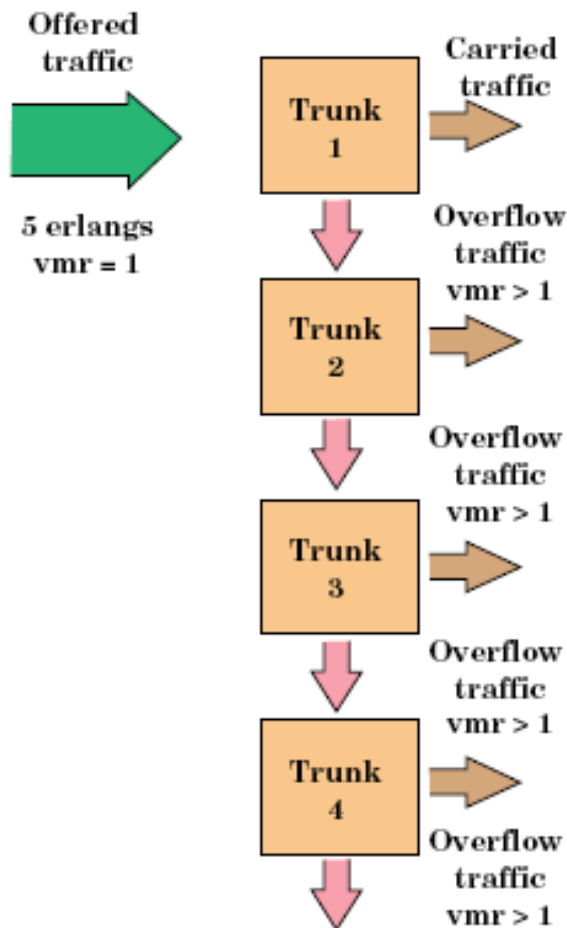 Offered
traffic
5 erlangs
vmr = 1
Trunk
1
Carried
traffic
Overflow
traffic
vmr > 1
Trunk
2
Overflow
traffic
vmr > 1
Trunk
3
Overflow
traffic
vmr > 1
Trunk
4
Overflow
traffic
vmr > 1